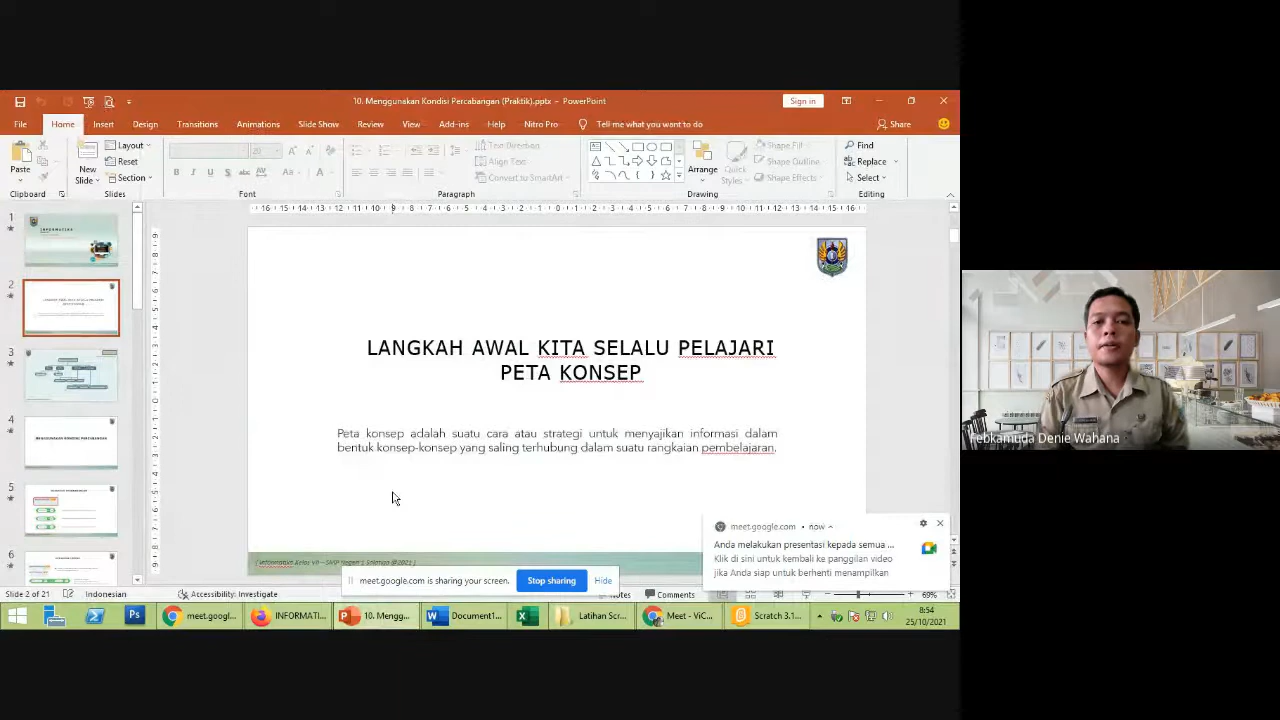 10. Menggunakan Kondisi Percabangan (Praktik).pptx – PowerPoint
Sign in
File Home Insert Design Transitions Animations Slide Show Review View Add-ins Help Nitro Pro Tell me what you want to do Share
Paste
Clipboard
New Slide
Layout
Reset
Section
Slides
Font
Text Direction
Align Text
Convert to SmartArt
Paragraph
Arrange
Quick Styles
Shape Fill
Shape Outline
Shape Effects
Drawing
Find
Replace
Select
Editing
1
2
3
4
5
6
LANGKAH AWAL KITA SELALU PELAJARI
PETA KONSEP
Peta konsep adalah suatu cara atau strategi untuk menyajikan informasi dalam
bentuk konsep-konsep yang saling terhubung dalam suatu rangkaian pembelajaran.
Febkamuda Denie Wahana
meet.google.com • now
Anda melakukan presentasi kepada semua ...
Klik di sini untuk kembali ke panggilan video
jika Anda siap untuk berhenti menampilkan
meet.google.com is sharing your screen. Stop sharing Hide
Slide 2 of 21 Indonesian Accessibility: Investigate Notes Comments 69%
meet.googl... INFORMATI... 10. Mengg... Document1... Latihan Scr... Meet - ViC... Scratch 3.1... 8:54
25/10/2021